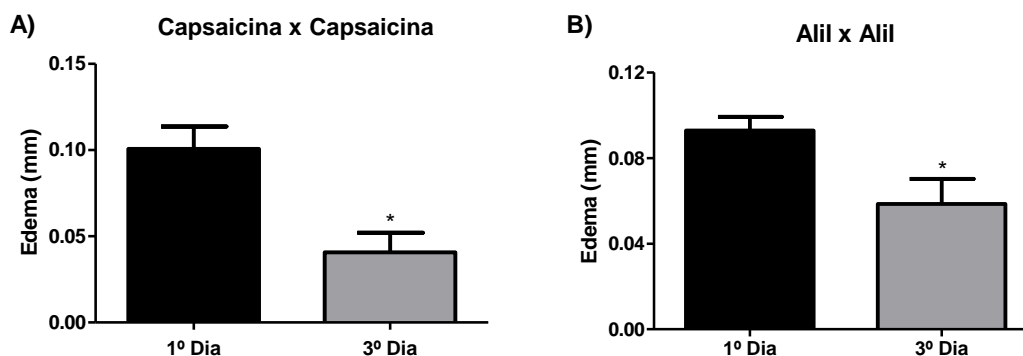 A)
Capsaicina x Capsaicina
0.15
0.10
0.05
0.00
Edema (mm)
*
1º Dia
3º Dia
B)
Alil x Alil
0.12
0.08
0.04
0.00
Edema (mm)
*
1º Dia
3º Dia